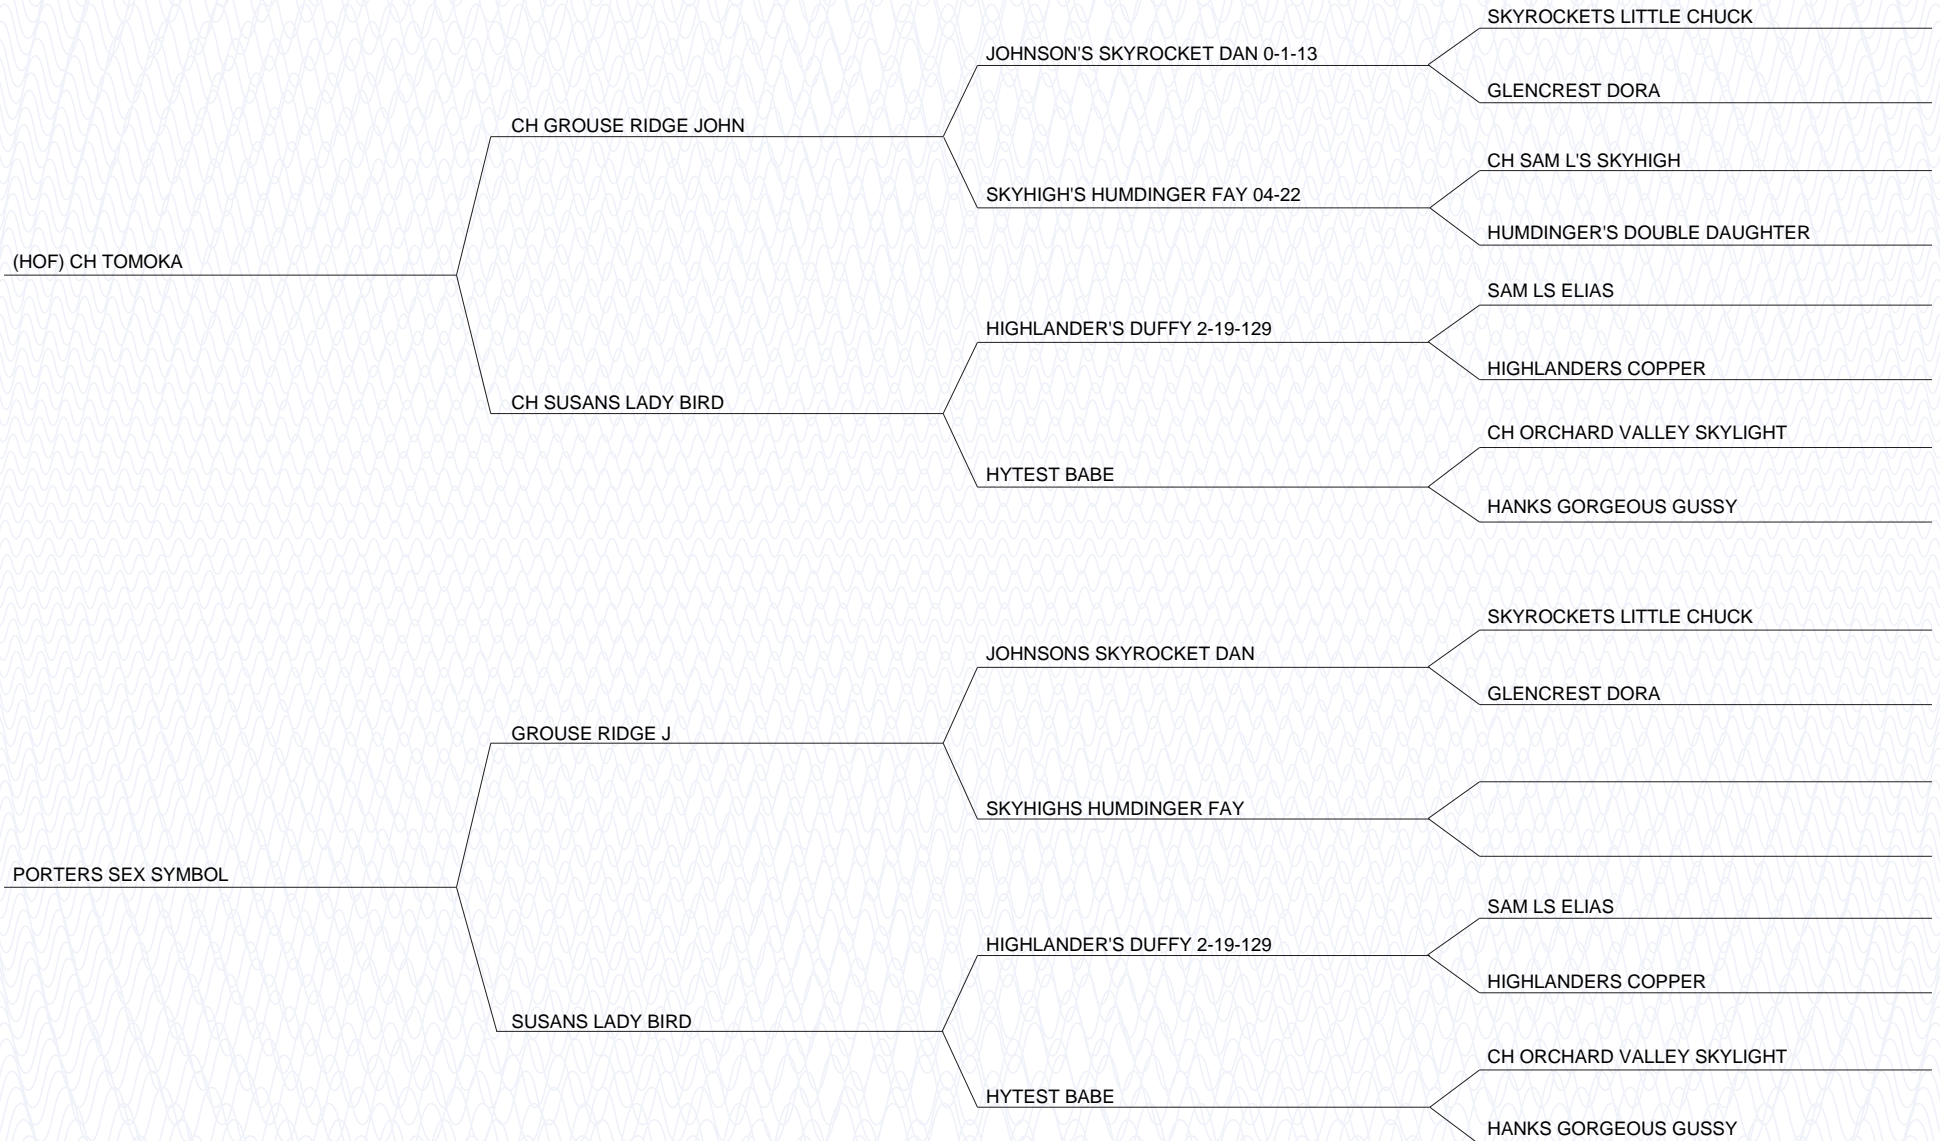 SKYROCKETS LITTLE CHUCK
JOHNSON'S SKYROCKET DAN 0-1-13
GLENCREST DORA
CH GROUSE RIDGE JOHN
CH SAM L'S SKYHIGH
SKYHIGH'S HUMDINGER FAY 04-22
HUMDINGER'S DOUBLE DAUGHTER
(HOF) CH TOMOKA
SAM LS ELIAS
HIGHLANDER'S DUFFY 2-19-129
HIGHLANDERS COPPER
CH SUSANS LADY BIRD
CH ORCHARD VALLEY SKYLIGHT
HYTEST BABE
HANKS GORGEOUS GUSSY
SKYROCKETS LITTLE CHUCK
JOHNSONS SKYROCKET DAN
GLENCREST DORA
GROUSE RIDGE J
SKYHIGHS HUMDINGER FAY
PORTERS SEX SYMBOL
SAM LS ELIAS
HIGHLANDER'S DUFFY 2-19-129
HIGHLANDERS COPPER
SUSANS LADY BIRD
CH ORCHARD VALLEY SKYLIGHT
HYTEST BABE
HANKS GORGEOUS GUSSY